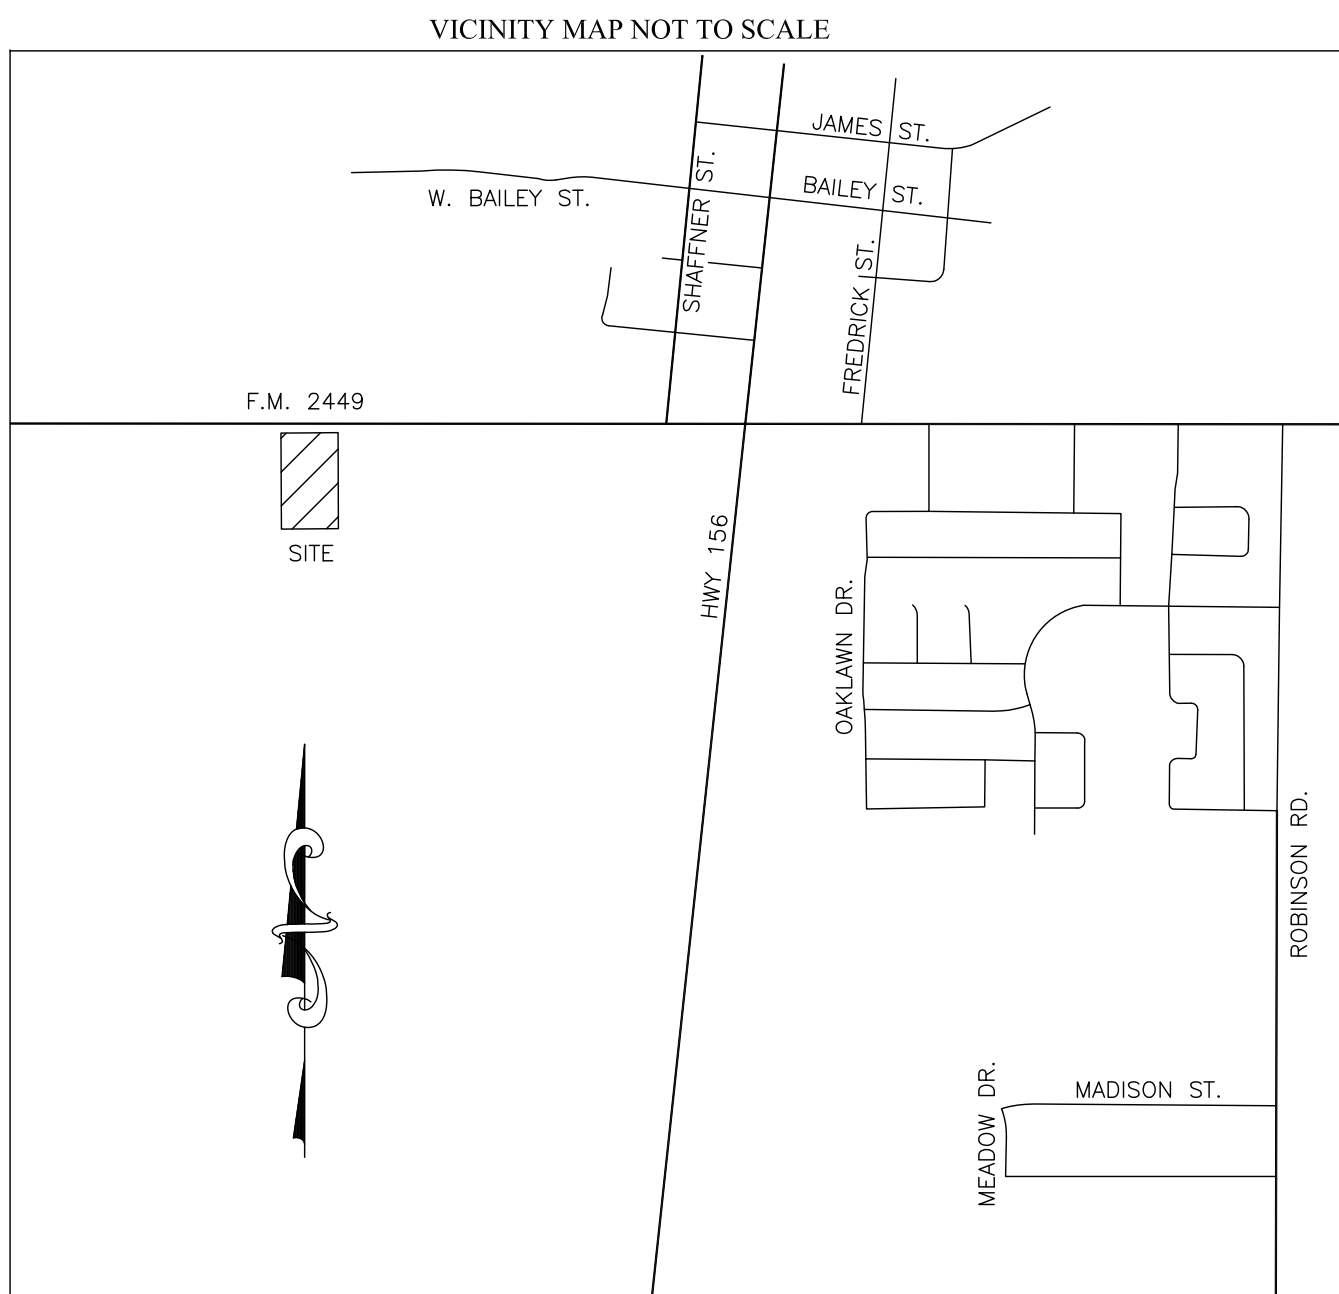 VICINITY MAP NOT TO SCALE
JAMES ST.
W. BAILEY ST.
BAILEY ST.
SHAFFNER ST.
FREDRICK ST.
F.M. 2449
SITE
HWY 156
OAKLAWN DR.
ROBINSON RD.
MEADOW DR.
MADISON ST.